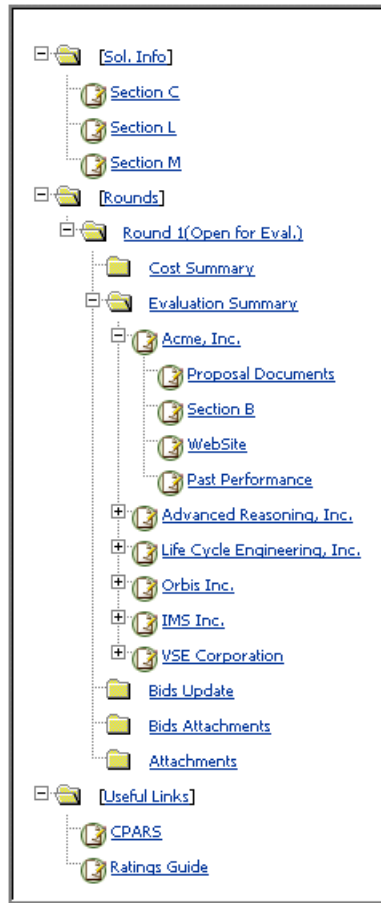 [Sol. Info]
Section C
Section L
Section M
[Rounds]
Round 1(Open for Eval.)
Cost Summary
Evaluation Summary
Acme, Inc.
Proposal Documents
Section B
WebSite
Past Performance
Advanced Reasoning, Inc.
Life Cycle Engineering, Inc.
Orbis Inc.
IMS Inc.
VSE Corporation
Bids Update
Bids Attachments
Attachments
[Useful Links]
CPARS
Ratings Guide